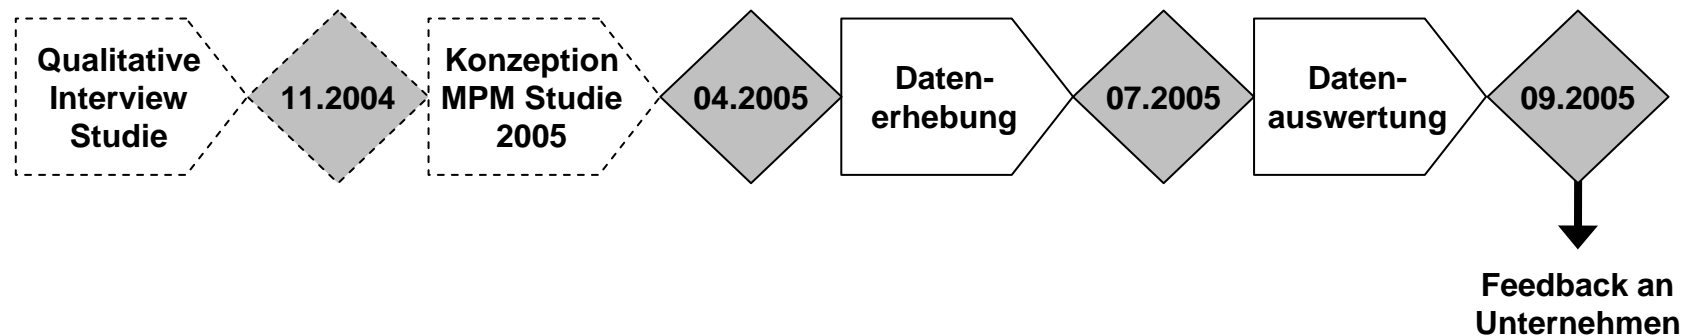 Qualitative
Interview
Studie
11.2004
Konzeption
MPM Studie
2005
04.2005
Daten-
erhebung
07.2005
Daten-
auswertung
09.2005
Feedback an
Unternehmen